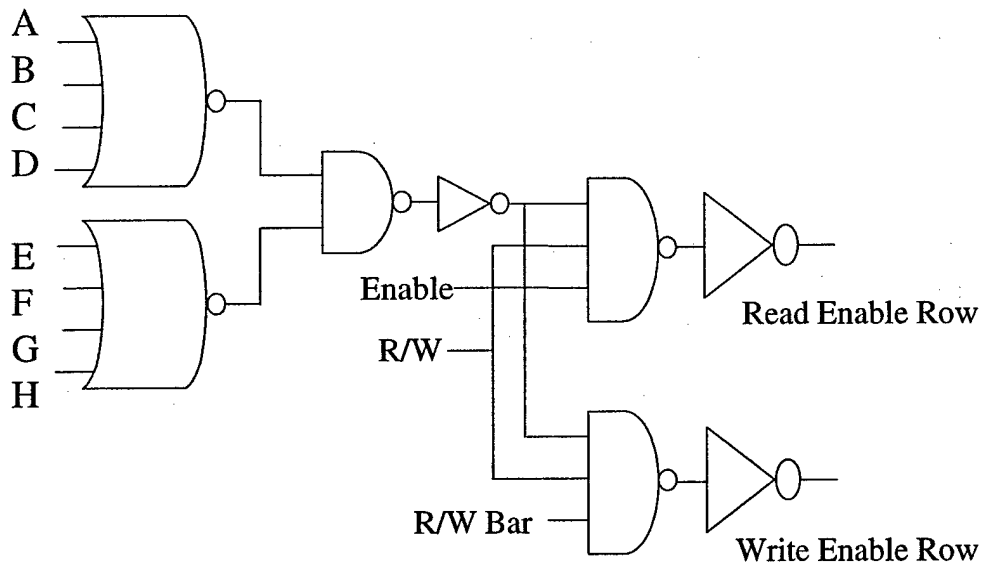 A
B
C
D
E
F
G
H
Enable
R/W
Read Enable Row
R/W Bar
Write Enable Row